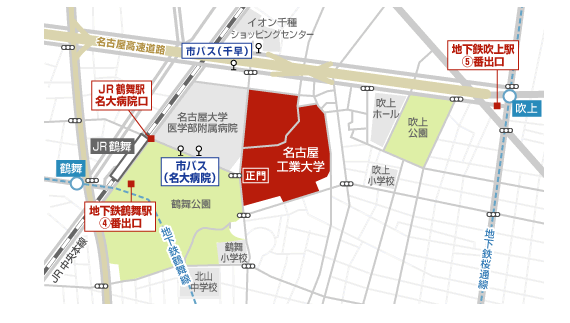 イオン千種
ショッピングセンター
市バス(千早)
名古屋高速道路
地下鉄吹上駅
⑤番出口
JR鶴舞駅
名大病院口
吹上
名古屋大学
医学部附属病院
吹上
ホール
吹上
公園
JR鶴舞
名古屋
工業大学
鶴舞
市バス
(名大病院)
正門
吹上
小学校
地下鉄鶴舞駅
④番出口
鶴舞公園
地下鉄鶴舞線
地下鉄桜通線
JR中央本線
鶴舞
小学校
北山
中学校